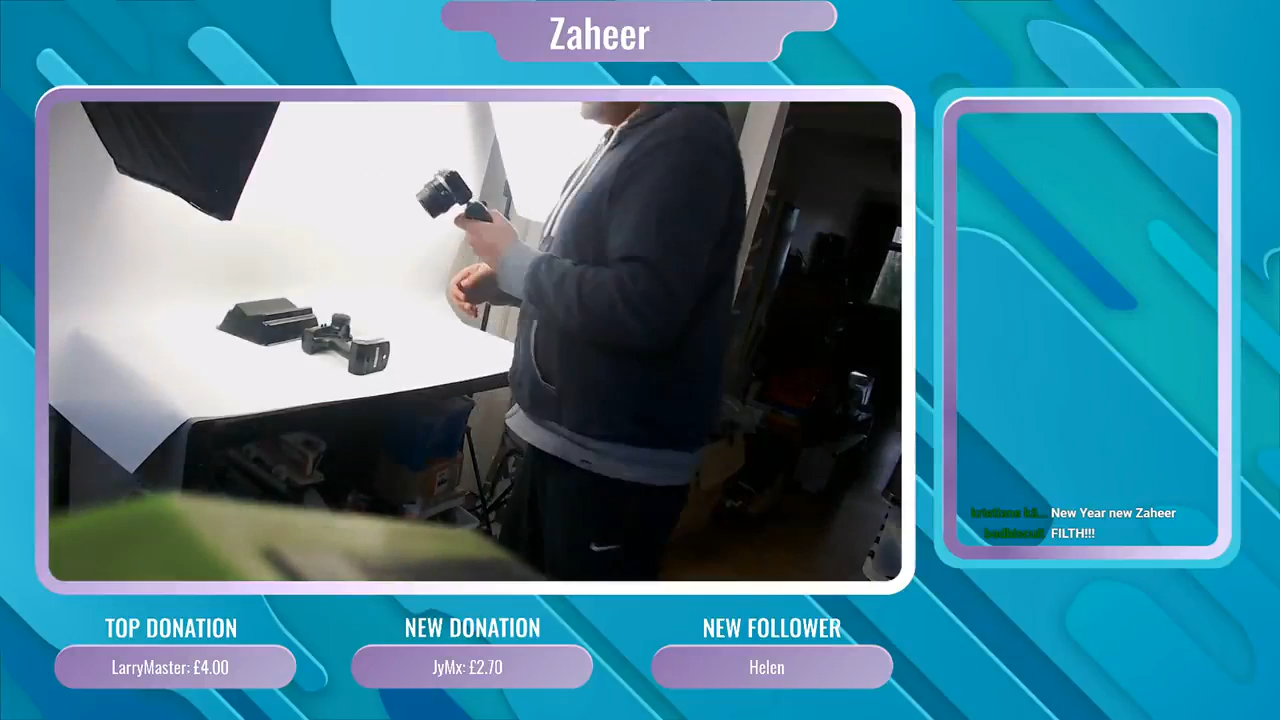 Zaheer
New Year new Zaheer
FILTH!!!
TOP DONATION
NEW DONATION
NEW FOLLOWER
LarryMaster: £4.00
JyMx: £2.70
Helen